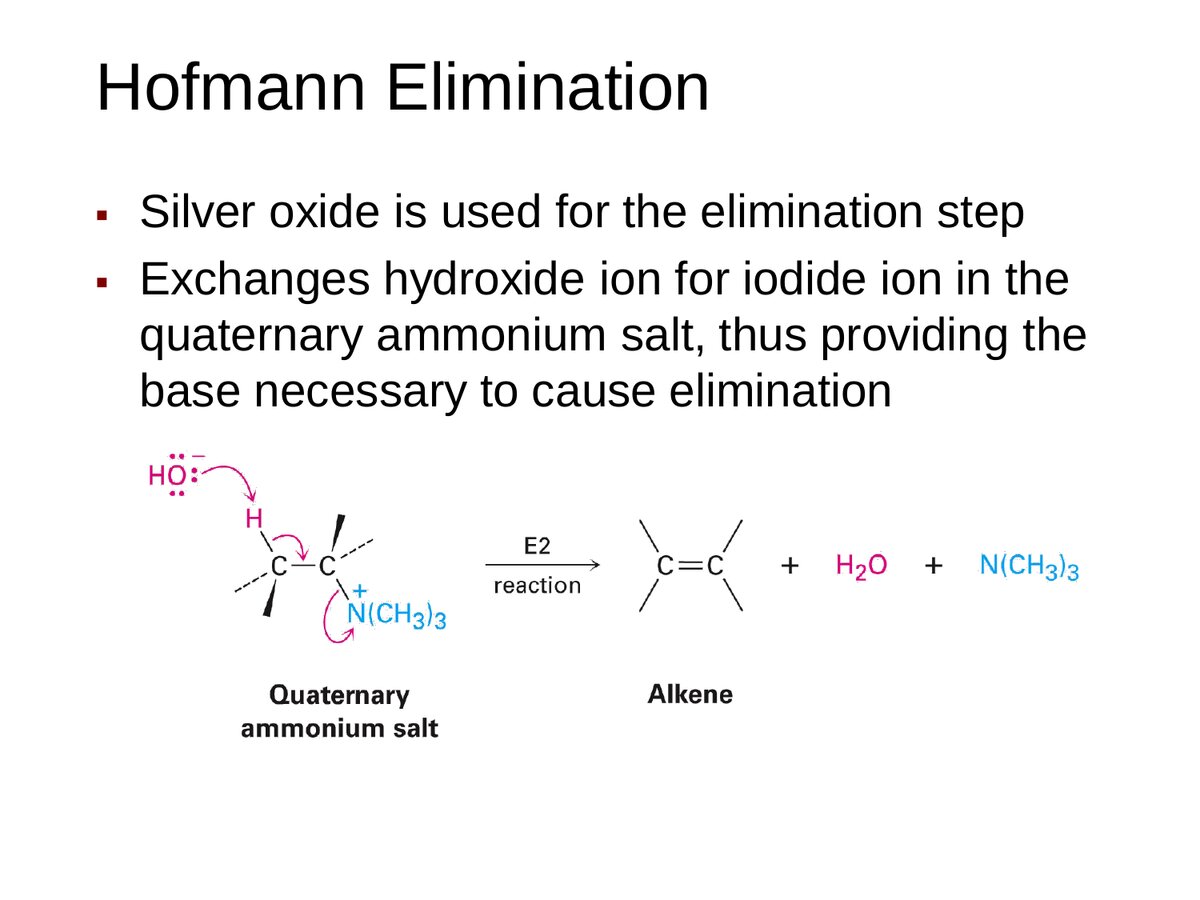 Hofmann Elimination
▪ Silver oxide is used for the elimination step
▪ Exchanges hydroxide ion for iodide ion in the
quaternary ammonium salt, thus providing the
base necessary to cause elimination
HÖ:⁻
H
C—C
+
N(CH₃)₃
E2
reaction
C=C
+ H₂O + N(CH₃)₃
Quaternary
ammonium salt
Alkene